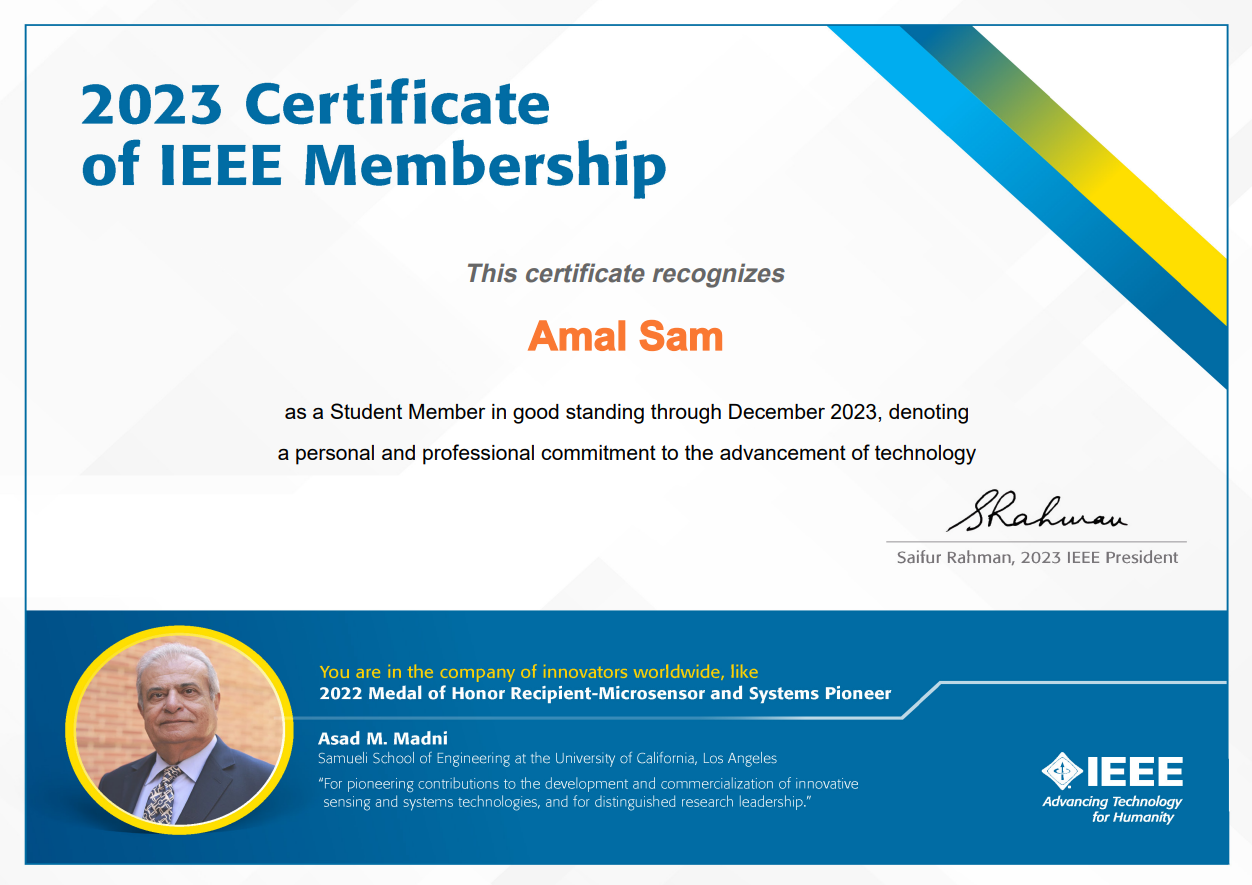 2023 Certificate
of IEEE Membership
This certificate recognizes
Amal Sam
as a Student Member in good standing through December 2023, denoting
a personal and professional commitment to the advancement of technology
SRahman
Saifur Rahman, 2023 IEEE President
You are in the company of innovators worldwide, like
2022 Medal of Honor Recipient-Microsensor and Systems Pioneer
Asad M. Madni
Samueli School of Engineering at the University of California, Los Angeles
“For pioneering contributions to the development and commercialization of innovative
sensing and systems technologies, and for distinguished research leadership.”
IEEE
Advancing Technology
for Humanity